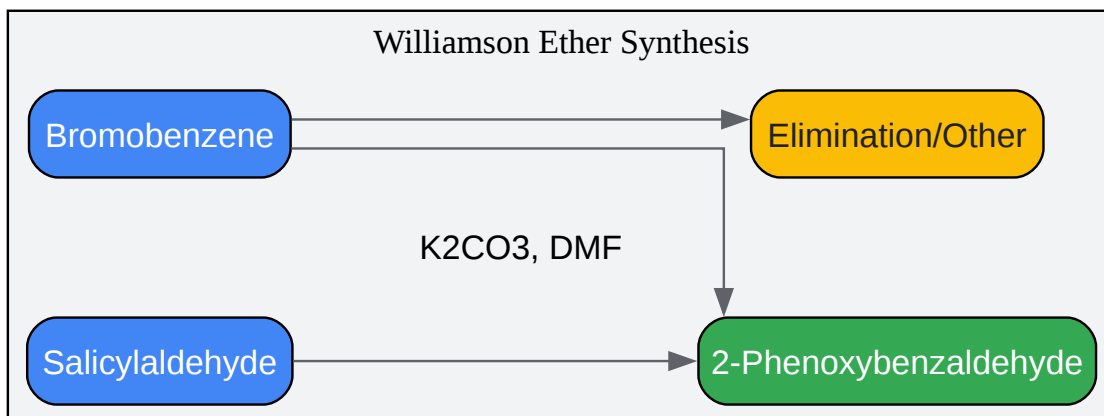 Williamson Ether Synthesis
Bromobenzene
Elimination/Other
K2CO3, DMF
Salicylaldehyde
2-Phenoxybenzaldehyde